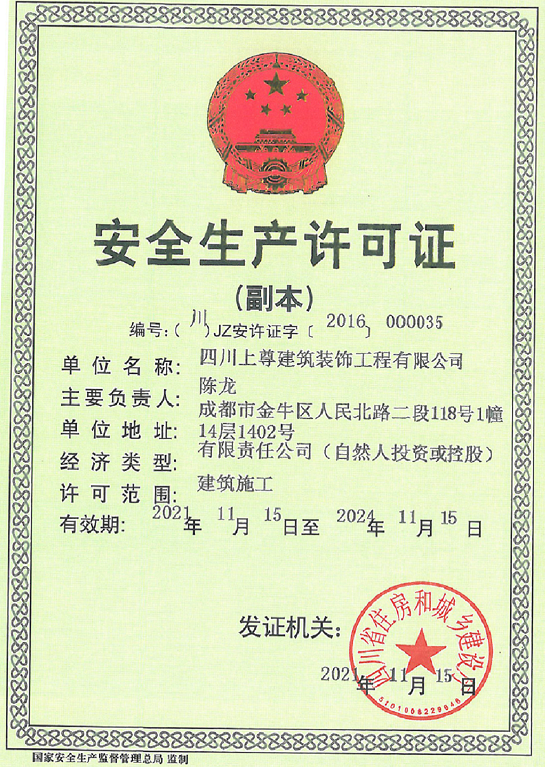 安全生产许可证
(副本)
编号:(川)JZ安许证字〔2016〕000035
单位名称: 四川上尊建筑装饰工程有限公司
主要负责人: 陈龙
单位地址: 成都市金牛区人民北路二段118号1幢
14层1402号
经济类型: 有限责任公司（自然人投资或控股）
许可范围: 建筑施工
有效期: 2021年 11月 15日至 2024年 11月 15日
发证机关:
四川省住房和城乡建设厅
2021年 11月 15日
5101008229648
国家安全生产监督管理总局 监制